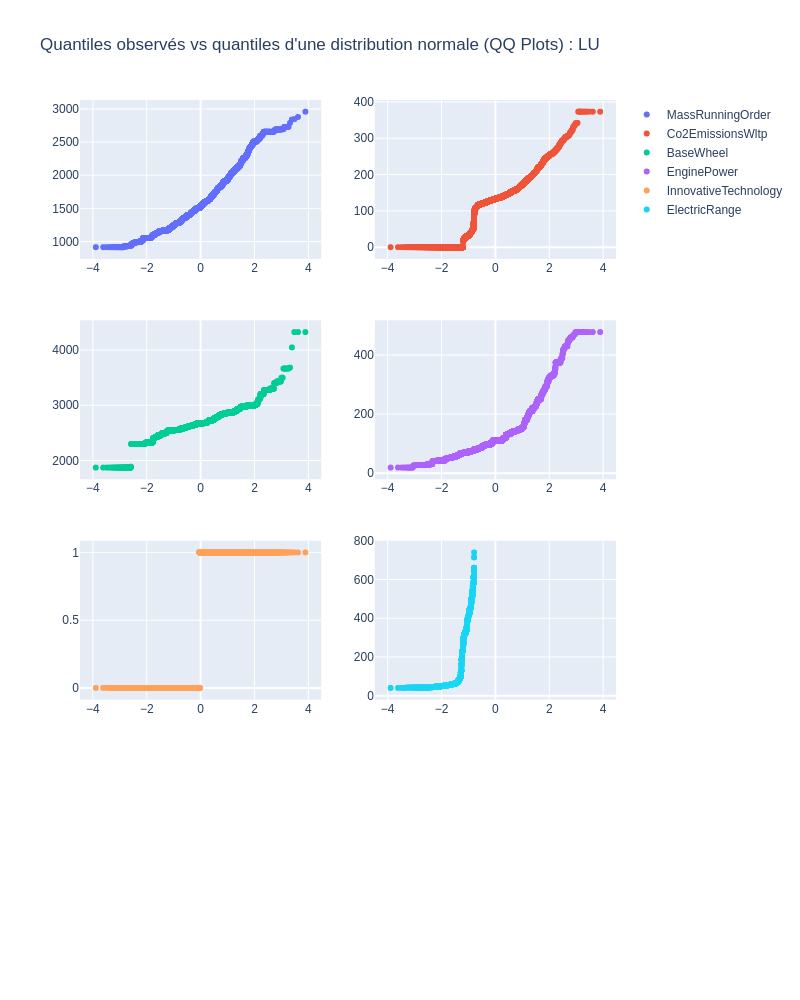 Quantiles observés vs quantiles d'une distribution normale (QQ Plots) : LU
3000
2500
2000
1500
1000
−4 −2 0 2 4
400
300
200
100
0
−4 −2 0 2 4
MassRunningOrder
Co2EmissionsWltp
BaseWheel
EnginePower
InnovativeTechnology
ElectricRange
4000
3000
2000
−4 −2 0 2 4
400
200
0
−4 −2 0 2 4
1
0.5
0
−4 −2 0 2 4
800
600
400
200
0
−4 −2 0 2 4